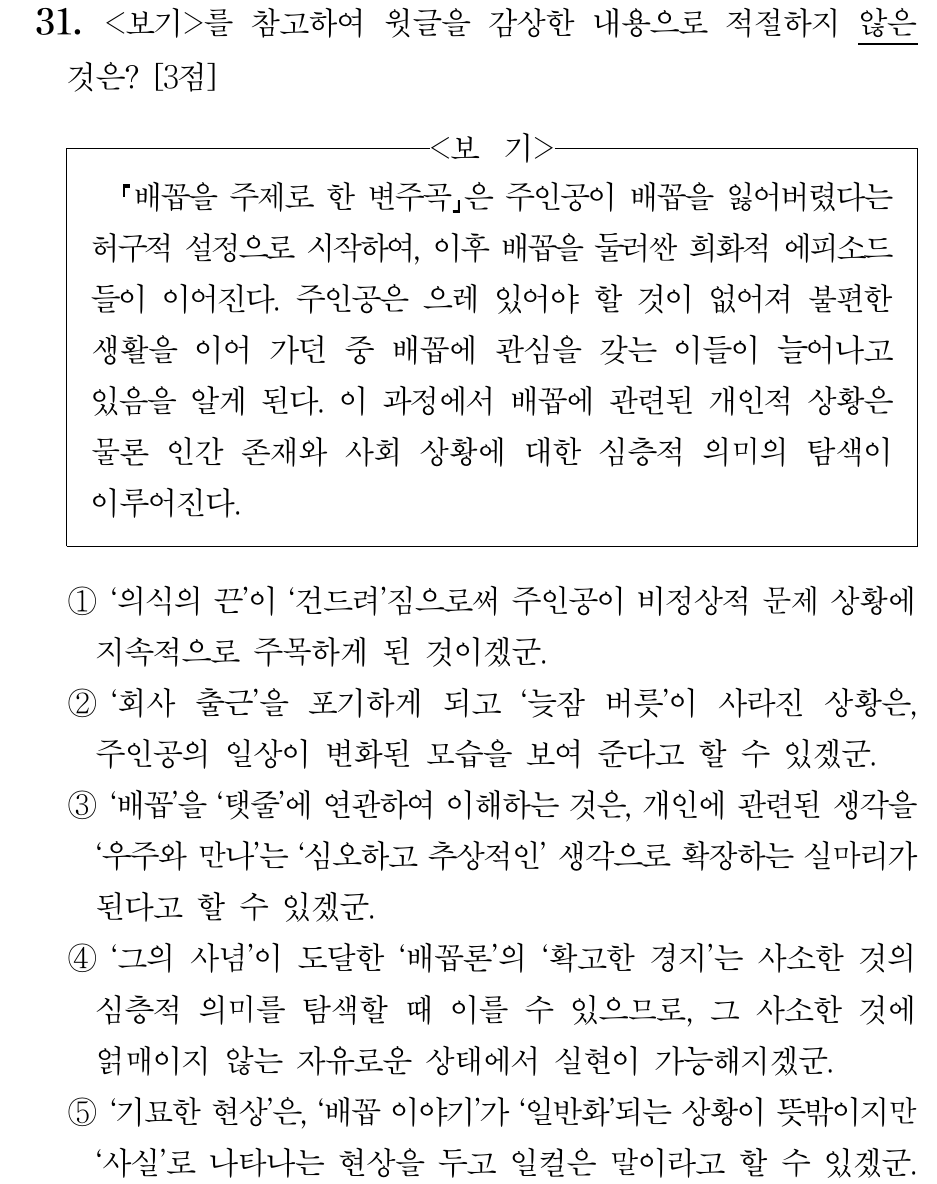 31. <보기>를 참고하여 윗글을 감상한 내용으로 적절하지 않은
것은? [3점]
<보 기>
『배꼽을 주제로 한 변주곡』은 주인공이 배꼽을 잃어버렸다는
허구적 설정으로 시작하여, 이후 배꼽을 둘러싼 희화적 에피소드
들이 이어진다. 주인공은 으레 있어야 할 것이 없어져 불편한
생활을 이어 가던 중 배꼽에 관심을 갖는 이들이 늘어나고
있음을 알게 된다. 이 과정에서 배꼽에 관련된 개인적 상황은
물론 인간 존재와 사회 상황에 대한 심층적 의미의 탐색이
이루어진다.
① ‘의식의 끈’이 ‘건드려’짐으로써 주인공이 비정상적 문제 상황에
지속적으로 주목하게 된 것이겠군.
② ‘회사 출근’을 포기하게 되고 ‘늦잠 버릇’이 사라진 상황은,
주인공의 일상이 변화된 모습을 보여 준다고 할 수 있겠군.
③ ‘배꼽’을 ‘탯줄’에 연관하여 이해하는 것은, 개인에 관련된 생각을
‘우주와 만나’는 ‘심오하고 추상적인’ 생각으로 확장하는 실마리가
된다고 할 수 있겠군.
④ ‘그의 사념’이 도달한 ‘배꼽론’의 ‘확고한 경지’는 사소한 것의
심층적 의미를 탐색할 때 이를 수 있으므로, 그 사소한 것에
얽매이지 않는 자유로운 상태에서 실현이 가능해지겠군.
⑤ ‘기묘한 현상’은, ‘배꼽 이야기’가 ‘일반화’되는 상황이 뜻밖이지만
‘사실’로 나타나는 현상을 두고 일컬은 말이라고 할 수 있겠군.